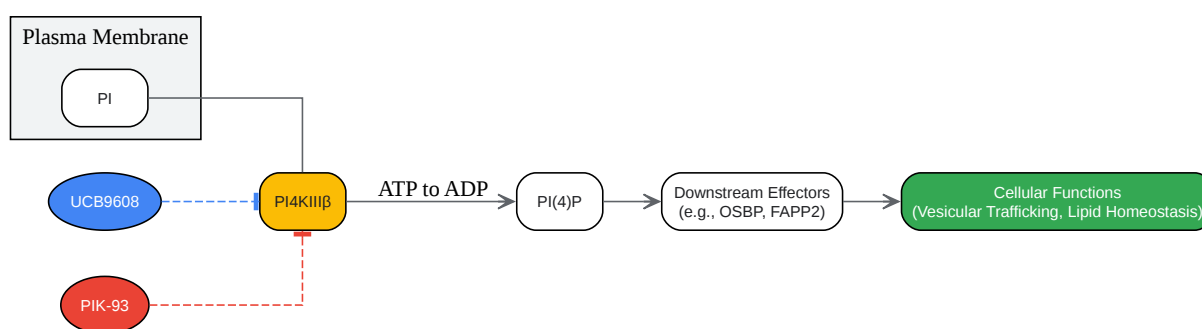 Plasma Membrane
PI
UCB9608
PI4KIIIβ
ATP to ADP
PI(4)P
Downstream Effectors
(e.g., OSBP, FAPP2)
Cellular Functions
(Vesicular Trafficking, Lipid Homeostasis)
PIK-93